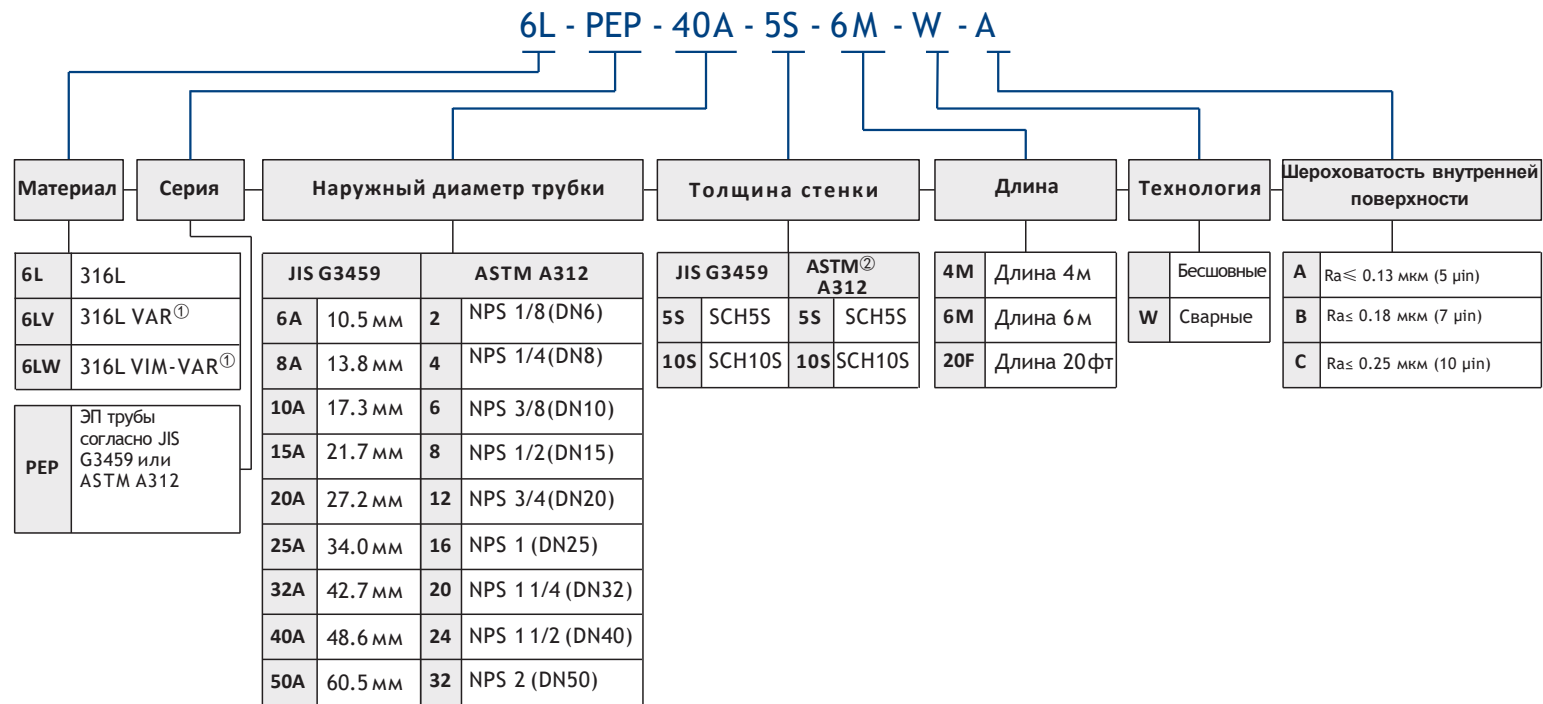 6L - PEP - 40A - 5S - 6M - W - A
Материал
Серия
Наружный диаметр трубки
Толщина стенки
Длина
Технология
Шероховатость внутренней
поверхности
6L 316L
6LV 316L VAR①
6LW 316L VIM-VAR①
PEP
ЭП трубы
согласно JIS
G3459 или
ASTM A312
JIS G3459 ASTM A312
6A 10.5 мм 2 NPS 1/8(DN6)
8A 13.8 мм 4 NPS 1/4(DN8)
10A 17.3 мм 6 NPS 3/8(DN10)
15A 21.7 мм 8 NPS 1/2(DN15)
20A 27.2 мм 12 NPS 3/4(DN20)
25A 34.0 мм 16 NPS 1 (DN25)
32A 42.7 мм 20 NPS 1 1/4 (DN32)
40A 48.6 мм 24 NPS 1 1/2 (DN40)
50A 60.5 мм 32 NPS 2 (DN50)
JIS G3459 ASTM②
A312
5S SCH5S 5S SCH5S
10S SCH10S 10S SCH10S
4M Длина 4м
6M Длина 6м
20F Длина 20фт
Бесшовные
W Сварные
A Ra≤ 0.13 мкм (5 µin)
B Ra≤ 0.18 мкм (7 µin)
C Ra≤ 0.25 мкм (10 µin)